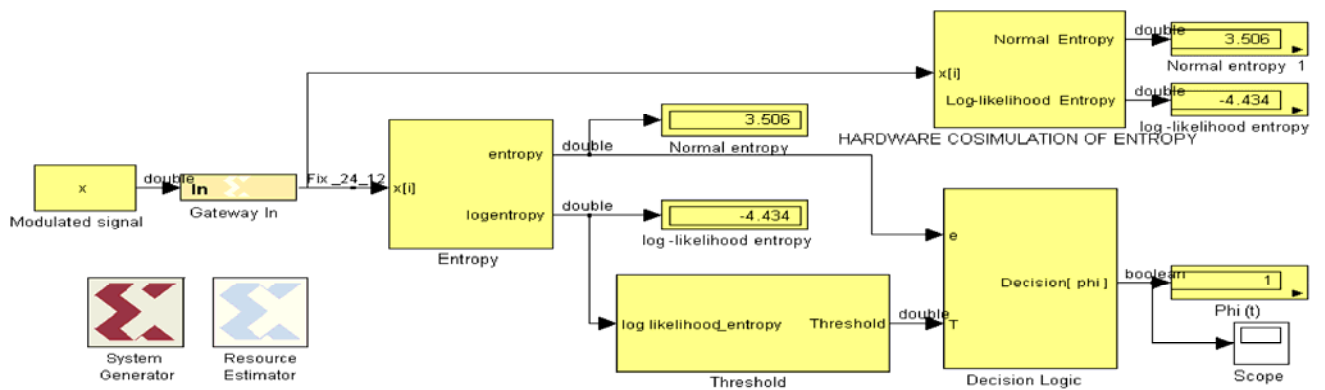 Normal Entropy
double
3.506
Normal entropy 1
x[i]
Log-likelihood Entropy
double
-4.434
log-likelihood entropy
HARDWARE COSIMULATION OF ENTROPY
3.506
Normal entropy
entropy
double
x
double
In
Fix_24_12
x[i]
Modulated signal
Gateway In
logentropy
double
-4.434
log-likelihood entropy
Entropy
e
Decision[ phi ]
boolean
1
Phi (t)
log likelihood_entropy
Threshold
double
T
System
Generator
Resource
Estimator
Threshold
Decision Logic
Scope